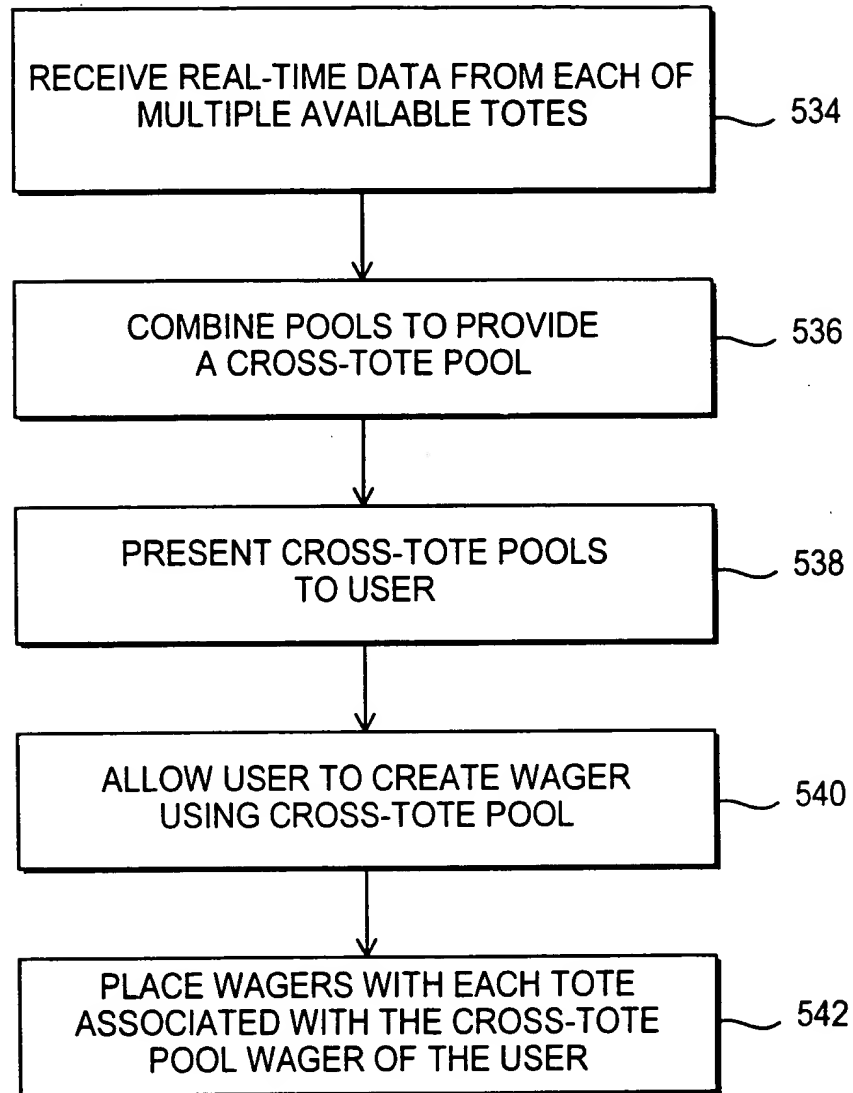 RECEIVE REAL-TIME DATA FROM EACH OF
MULTIPLE AVAILABLE TOTES
534
COMBINE POOLS TO PROVIDE
A CROSS-TOTE POOL
536
PRESENT CROSS-TOTE POOLS
TO USER
538
ALLOW USER TO CREATE WAGER
USING CROSS-TOTE POOL
540
PLACE WAGERS WITH EACH TOTE
ASSOCIATED WITH THE CROSS-TOTE
POOL WAGER OF THE USER
542